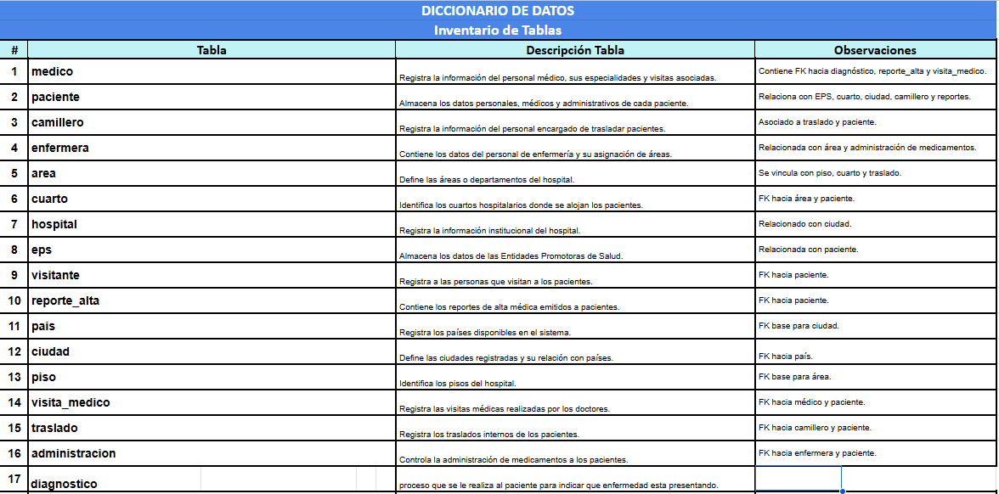 DICCIONARIO DE DATOS
Inventario de Tablas
# Tabla Descripción Tabla Observaciones
1 medico Registra la información del personal médico, sus especialidades y visitas asociadas. Contiene FK hacia diagnóstico, reporte_alta y visita_medico.
2 paciente Almacena los datos personales, médicos y administrativos de cada paciente. Relaciona con EPS, cuarto, ciudad, camillero y reportes.
3 camillero Registra la información del personal encargado de trasladar pacientes. Asociado a traslado y paciente.
4 enfermera Contiene los datos del personal de enfermería y su asignación de áreas. Relacionada con área y administración de medicamentos.
5 area Define las áreas o departamentos del hospital. Se vincula con piso, cuarto y traslado.
6 cuarto Identifica los cuartos hospitalarios donde se alojan los pacientes. FK hacia área y paciente.
7 hospital Registra la información institucional del hospital. Relacionado con ciudad.
8 eps Almacena los datos de las Entidades Promotoras de Salud. Relacionada con paciente.
9 visitante Registra a las personas que visitan a los pacientes. FK hacia paciente.
10 reporte_alta Contiene los reportes de alta médica emitidos a pacientes. FK hacia paciente.
11 pais Registra los países disponibles en el sistema. FK base para ciudad.
12 ciudad Define las ciudades registradas y su relación con países. FK hacia país.
13 piso Identifica los pisos del hospital. FK base para área.
14 visita_medico Registra las visitas médicas realizadas por los doctores. FK hacia médico y paciente.
15 traslado Registra los traslados internos de los pacientes. FK hacia camillero y paciente.
16 administracion Controla la administración de medicamentos a los pacientes. FK hacia enfermera y paciente.
17 diagnostico proceso que se le realiza al paciente para indicar que enfermedad esta presentando.